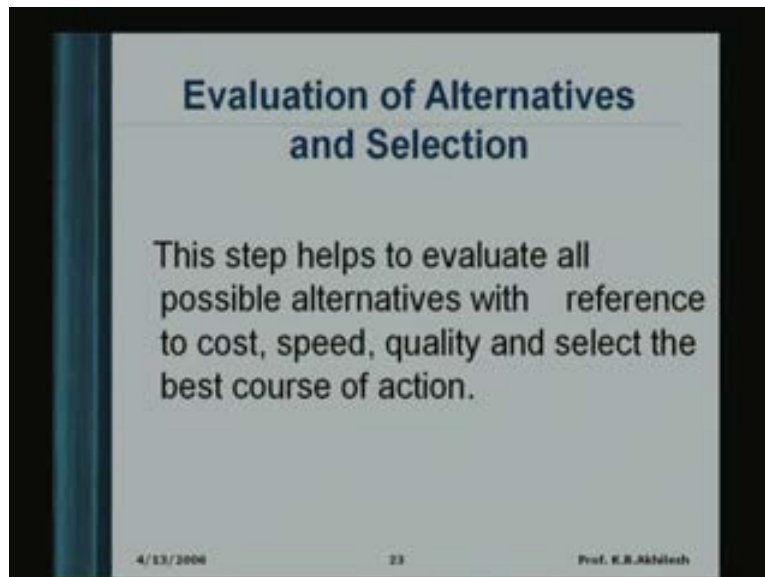 Evaluation of Alternatives
and Selection
This step helps to evaluate all
possible alternatives with reference
to cost, speed, quality and select the
best course of action.
4/13/2006 23 Prof. K.B.Akhilesh